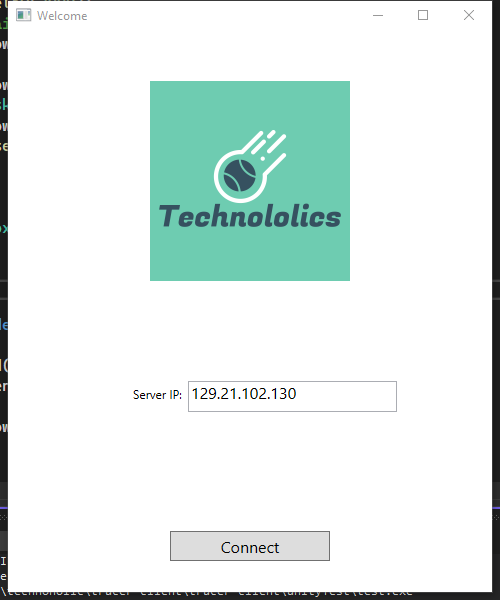 Welcome
Technololics
Server IP:
129.21.102.130
Connect